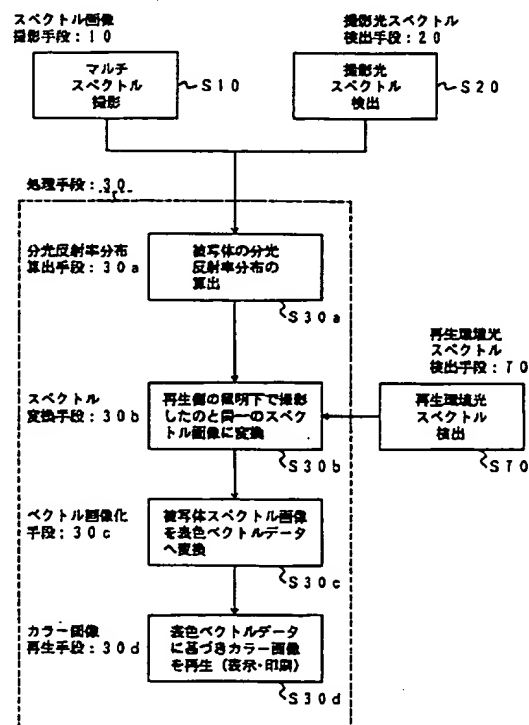 スペクトル画像
撮影手段：10
撮影光スペクトル
検出手段：20
マルチ
スペクトル
撮影
S10
撮影光
スペクトル
検出
S20
処理手段：30
分光反射率分布
算出手段：30a
被写体の分光
反射率分布の
算出
S30a
再生環境光
スペクトル
検出手段：70
スペクトル
変換手段：30b
再生側の照明下で撮影
したのと同一のスペク
トル画像に変換
S30b
再生環境光
スペクトル
検出
S70
ベクトル画像化
手段：30c
被写体スペクトル画像
を表色ベクトルデータ
へ変換
S30c
カラー画像
再生手段：30d
表色ベクトルデータ
に基づきカラー画像
を再生（表示・印刷）
S30d